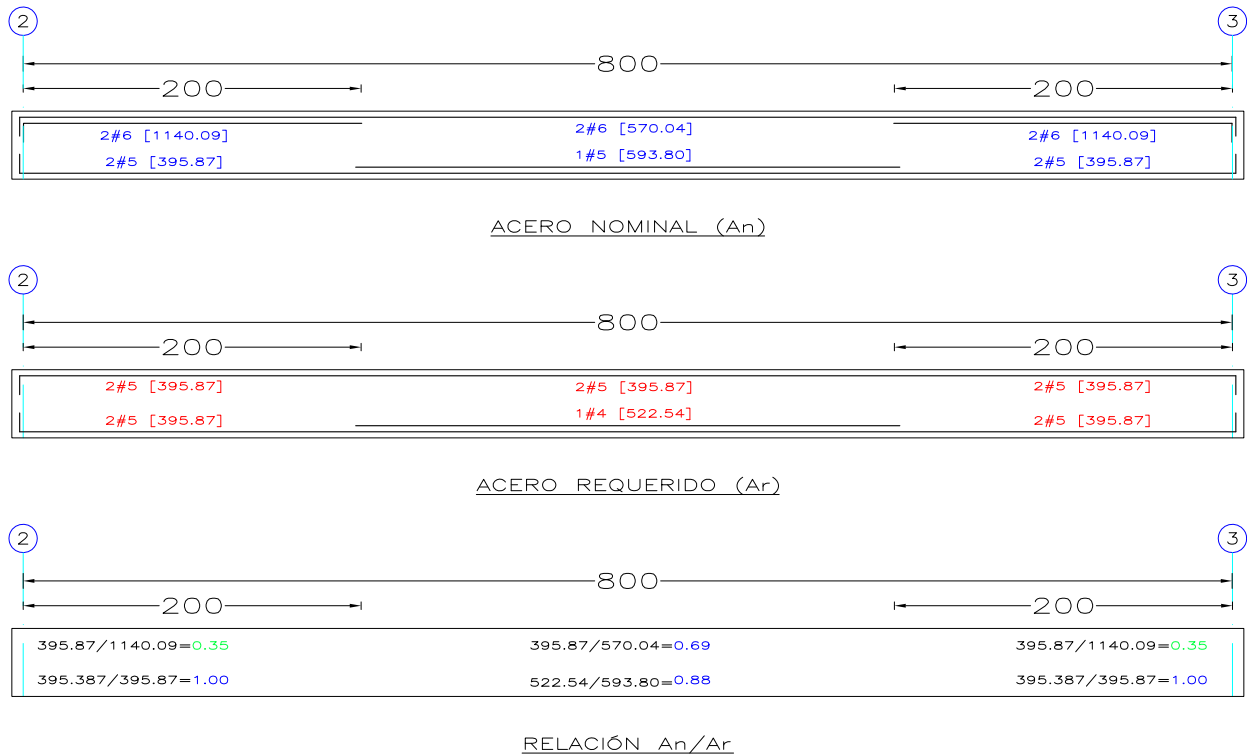 2 3
800
200 200
2#6 [1140.09] 2#6 [570.04] 2#6 [1140.09]
2#5 [395.87] 1#5 [593.80] 2#5 [395.87]
ACERO NOMINAL (An)
2 3
800
200 200
2#5 [395.87] 2#5 [395.87] 2#5 [395.87]
2#5 [395.87] 1#4 [522.54] 2#5 [395.87]
ACERO REQUERIDO (Ar)
2 3
800
200 200
395.87/1140.09=0.35 395.87/570.04=0.69 395.87/1140.09=0.35
395.387/395.87=1.00 522.54/593.80=0.88 395.387/395.87=1.00
RELACIÓN An/Ar